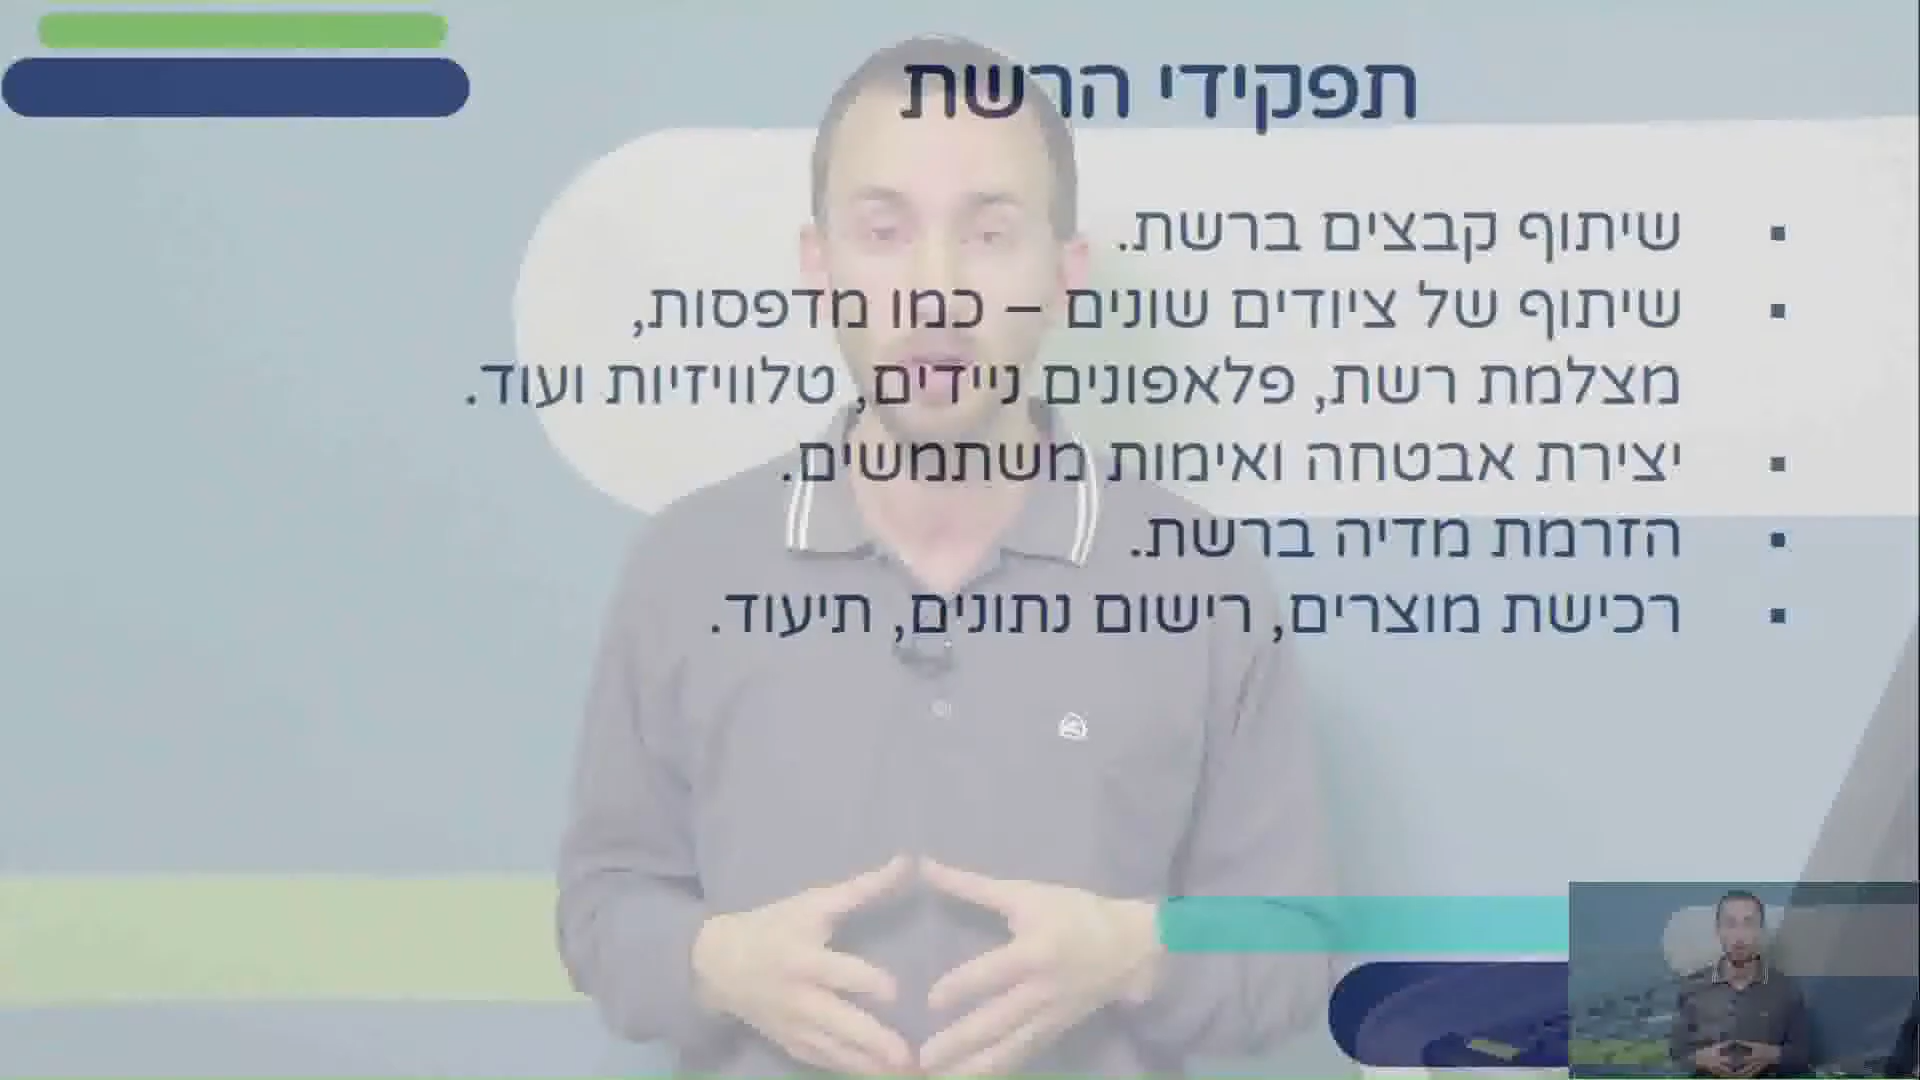 תפקידי הרשת
▪ שיתוף קבצים ברשת.
▪ שיתוף של ציודים שונים – כמו מדפסות,
מצלמת רשת, פלאפונים ניידים, טלוויזיות ועוד.
▪ יצירת אבטחה ואימות משתמשים.
▪ הזרמת מדיה ברשת.
▪ רכישת מוצרים, רישום נתונים, תיעוד.